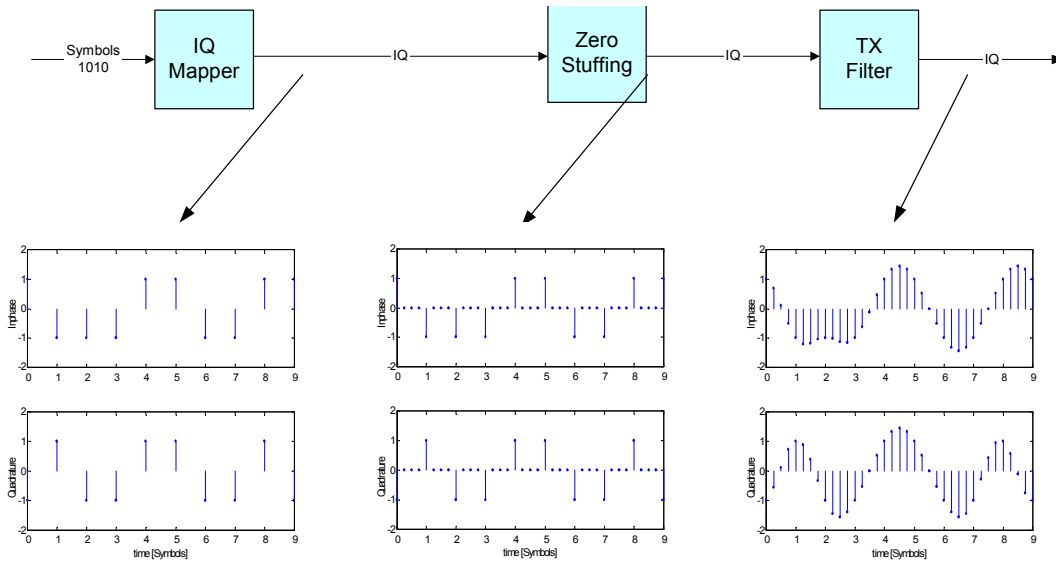 Symbols
1010
IQ
Mapper
IQ
Zero
Stuffing
IQ
TX
Filter
IQ
2
1
0
-1
-2
Inphase
0 1 2 3 4 5 6 7 8 9
2
1
0
-1
-2
Inphase
0 1 2 3 4 5 6 7 8 9
2
1
0
-1
-2
Inphase
0 1 2 3 4 5 6 7 8 9
2
1
0
-1
-2
Quadrature
0 1 2 3 4 5 6 7 8 9
time [Symbols]
2
1
0
-1
-2
Quadrature
0 1 2 3 4 5 6 7 8 9
time [Symbols]
2
1
0
-1
-2
Quadrature
0 1 2 3 4 5 6 7 8 9
time [Symbols]